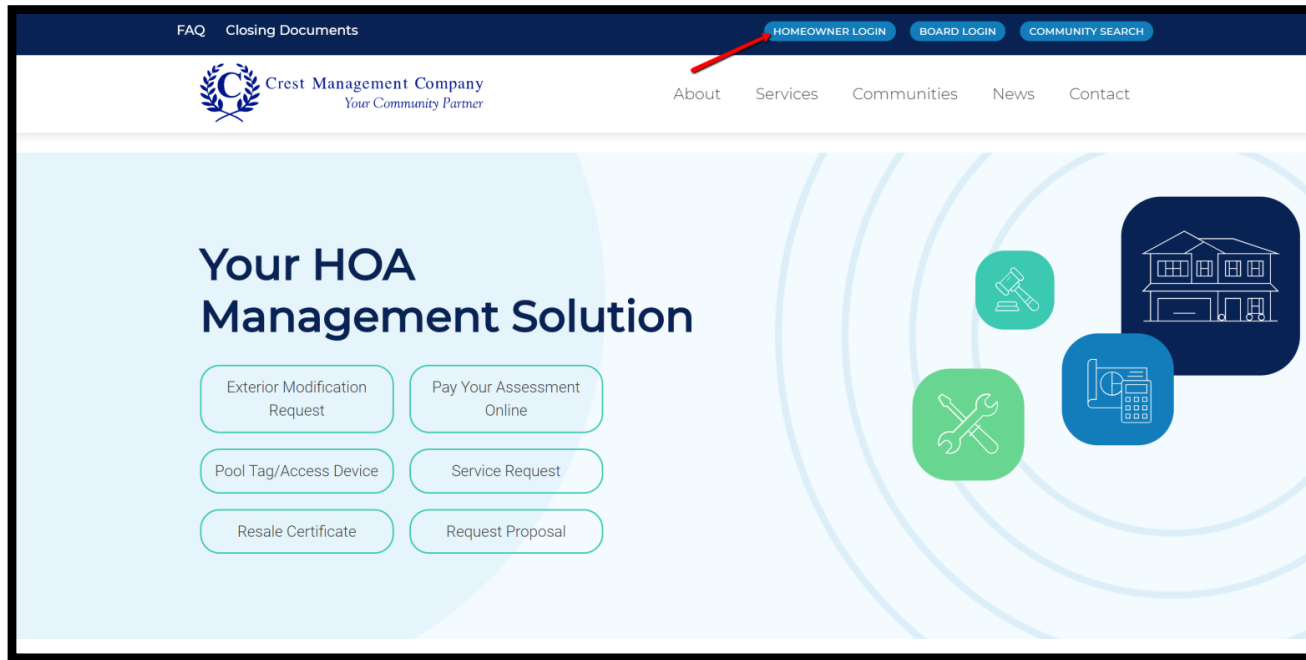 FAQ Closing Documents HOMEOWNER LOGIN BOARD LOGIN COMMUNITY SEARCH
C Crest Management Company
Your Community Partner
About Services Communities News Contact
Your HOA
Management Solution
Exterior Modification
Request
Pay Your Assessment
Online
Pool Tag/Access Device
Service Request
Resale Certificate
Request Proposal